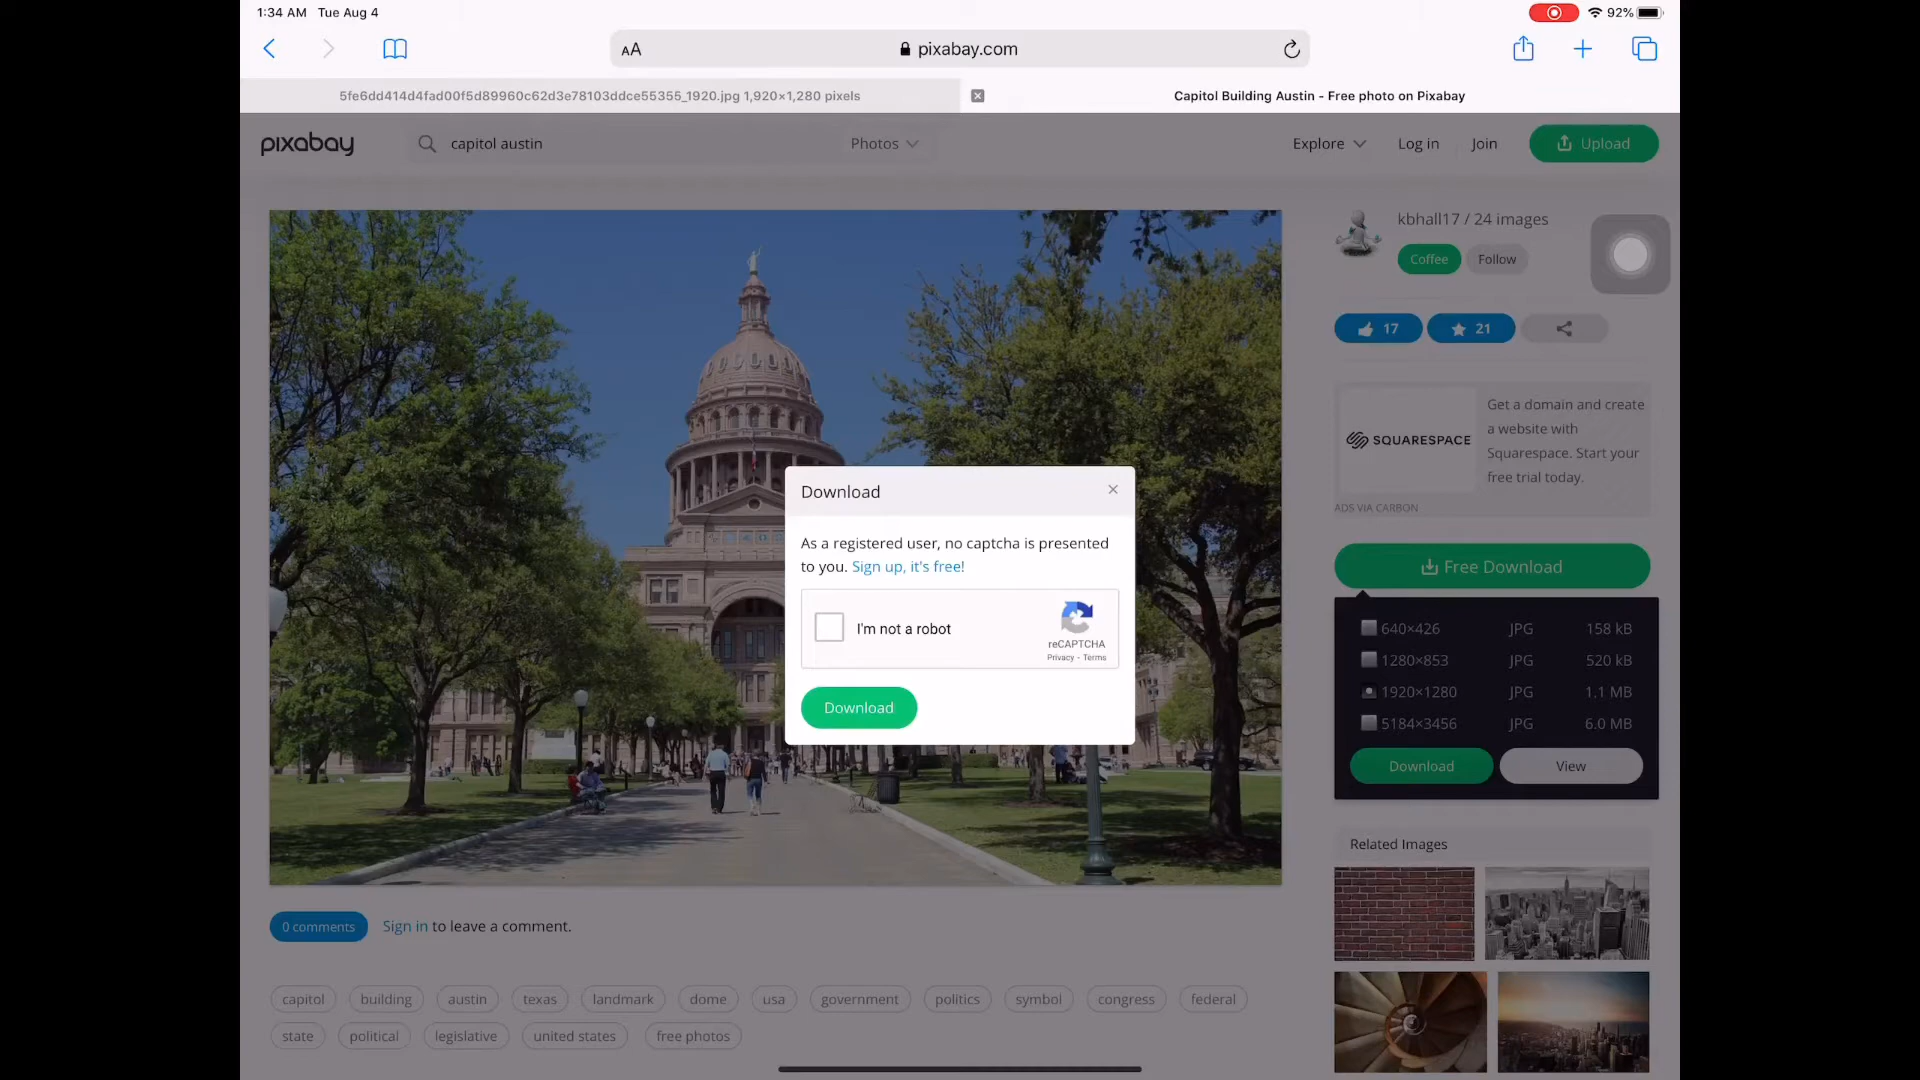 1:34 AM Tue Aug 4
92%
AA
pixabay.com
5fe6dd414d4fad00f5d89960c62d3e78103ddce55355_1920.jpg 1,920×1,280 pixels
Capitol Building Austin - Free photo on Pixabay
pixabay
capitol austin
Photos
Explore
Log in
Join
Upload
kbhall17 / 24 images
Coffee
Follow
17
21
SQUARESPACE
Get a domain and create
a website with
Squarespace. Start your
free trial today.
ADS VIA CARBON
Free Download
640×426 JPG 158 kB
1280×853 JPG 520 kB
1920×1280 JPG 1.1 MB
5184×3456 JPG 6.0 MB
Download
View
Related Images
Download
As a registered user, no captcha is presented
to you. Sign up, it's free!
I'm not a robot
reCAPTCHA
Privacy - Terms
Download
0 comments
Sign in to leave a comment.
capitol
building
austin
texas
landmark
dome
usa
government
politics
symbol
congress
federal
state
political
legislative
united states
free photos